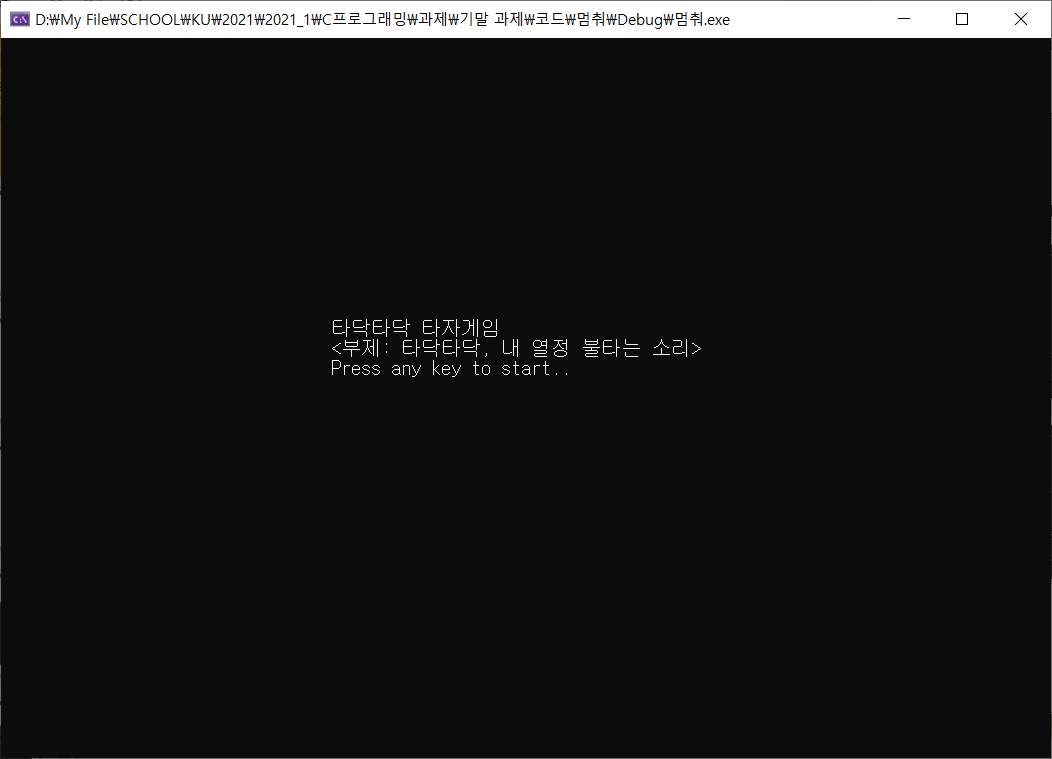 D:₩My File₩SCHOOL₩KU₩2021₩2021_1₩C프로그래밍₩과제₩기말 과제₩코드₩멈춰₩Debug₩멈춰.exe
타닥타닥 타자게임
<부제: 타닥타닥, 내 열정 불타는 소리>
Press any key to start..